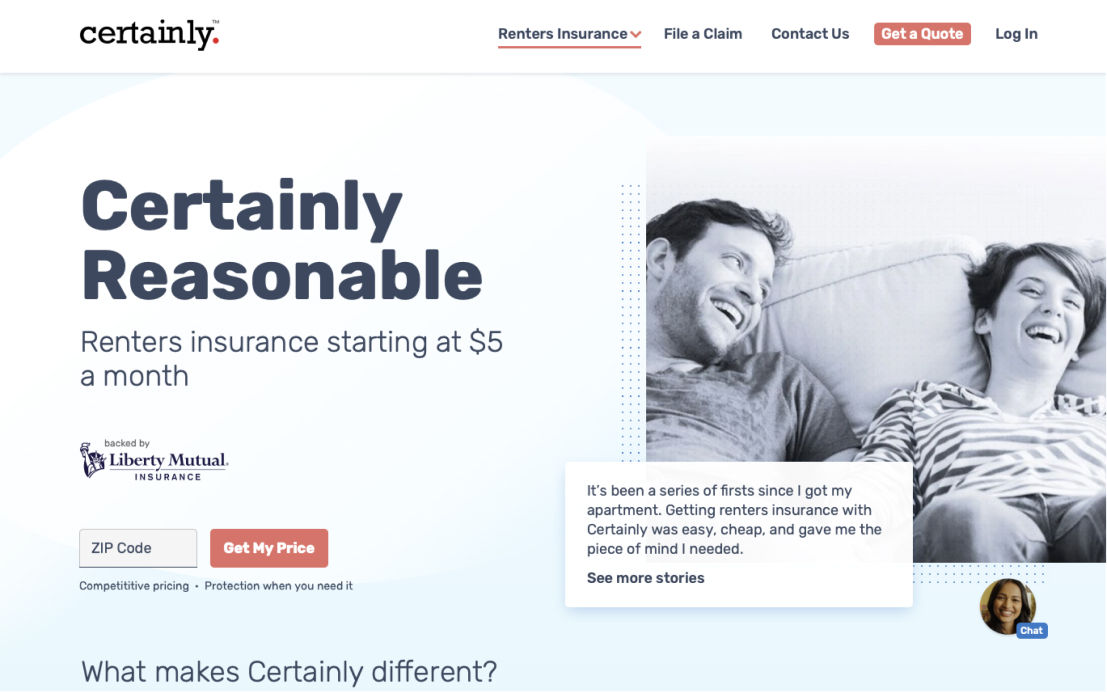 certainly.™
Renters Insurance
File a Claim
Contact Us
Get a Quote
Log In
Certainly
Reasonable
Renters insurance starting at $5
a month
backed by
Liberty Mutual®
INSURANCE
ZIP Code
Get My Price
Competititive pricing • Protection when you need it
It's been a series of firsts since I got my
apartment. Getting renters insurance with
Certainly was easy, cheap, and gave me the
piece of mind I needed.
See more stories
Chat
What makes Certainly different?